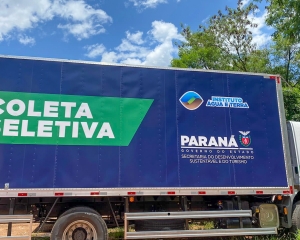 COLETA
SELETIVA
INSTITUTO
ÁGUA E TERRA
PARANÁ
GOVERNO DO ESTADO
SECRETARIA DO DESENVOLVIMENTO
SUSTENTÁVEL E DO TURISMO